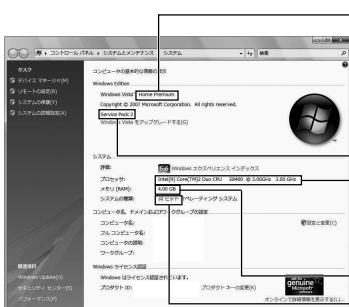 コントロール パネル ▸ システムとメンテナンス ▸ システム
検索
タスク
デバイス マネージャ(M)
リモートの設定(R)
システムの保護(Y)
システムの詳細設定(A)
関連項目
Windows Update(U)
セキュリティ センター(S)
パフォーマンス(P)
コンピュータの基本的な情報の表示
Windows Edition
Windows Vista™ Home Premium
Copyright © 2007 Microsoft Corporation. All rights reserved.
Service Pack 2
Windows Vista をアップグレードする(G)
システム
評価:
Windows エクスペリエンス インデックス
プロセッサ: Intel(R) Core(TM)2 Duo CPU E8400 @ 3.00GHz 3.00 GHz
メモリ (RAM): 4.00 GB
システムの種類: 32 ビット オペレーティング システム
コンピュータ名、ドメインおよびワークグループの設定
コンピュータ名:
設定と変更(C)
フル コンピュータ名:
コンピュータの説明:
ワークグループ:
Windows ライセンス認証
Windows はライセンス認証されています。
プロダクト ID:
プロダクト キーの変更(K)
genuine
Microsoft
software
オンラインで詳細情報を表示する(L)...